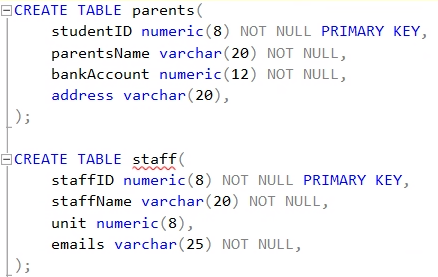 CREATE TABLE parents(
studentID numeric(8) NOT NULL PRIMARY KEY,
parentsName varchar(20) NOT NULL,
bankAccount numeric(12) NOT NULL,
address varchar(20),
);
CREATE TABLE staff(
staffID numeric(8) NOT NULL PRIMARY KEY,
staffName varchar(20) NOT NULL,
unit numeric(8),
emails varchar(25) NOT NULL,
);